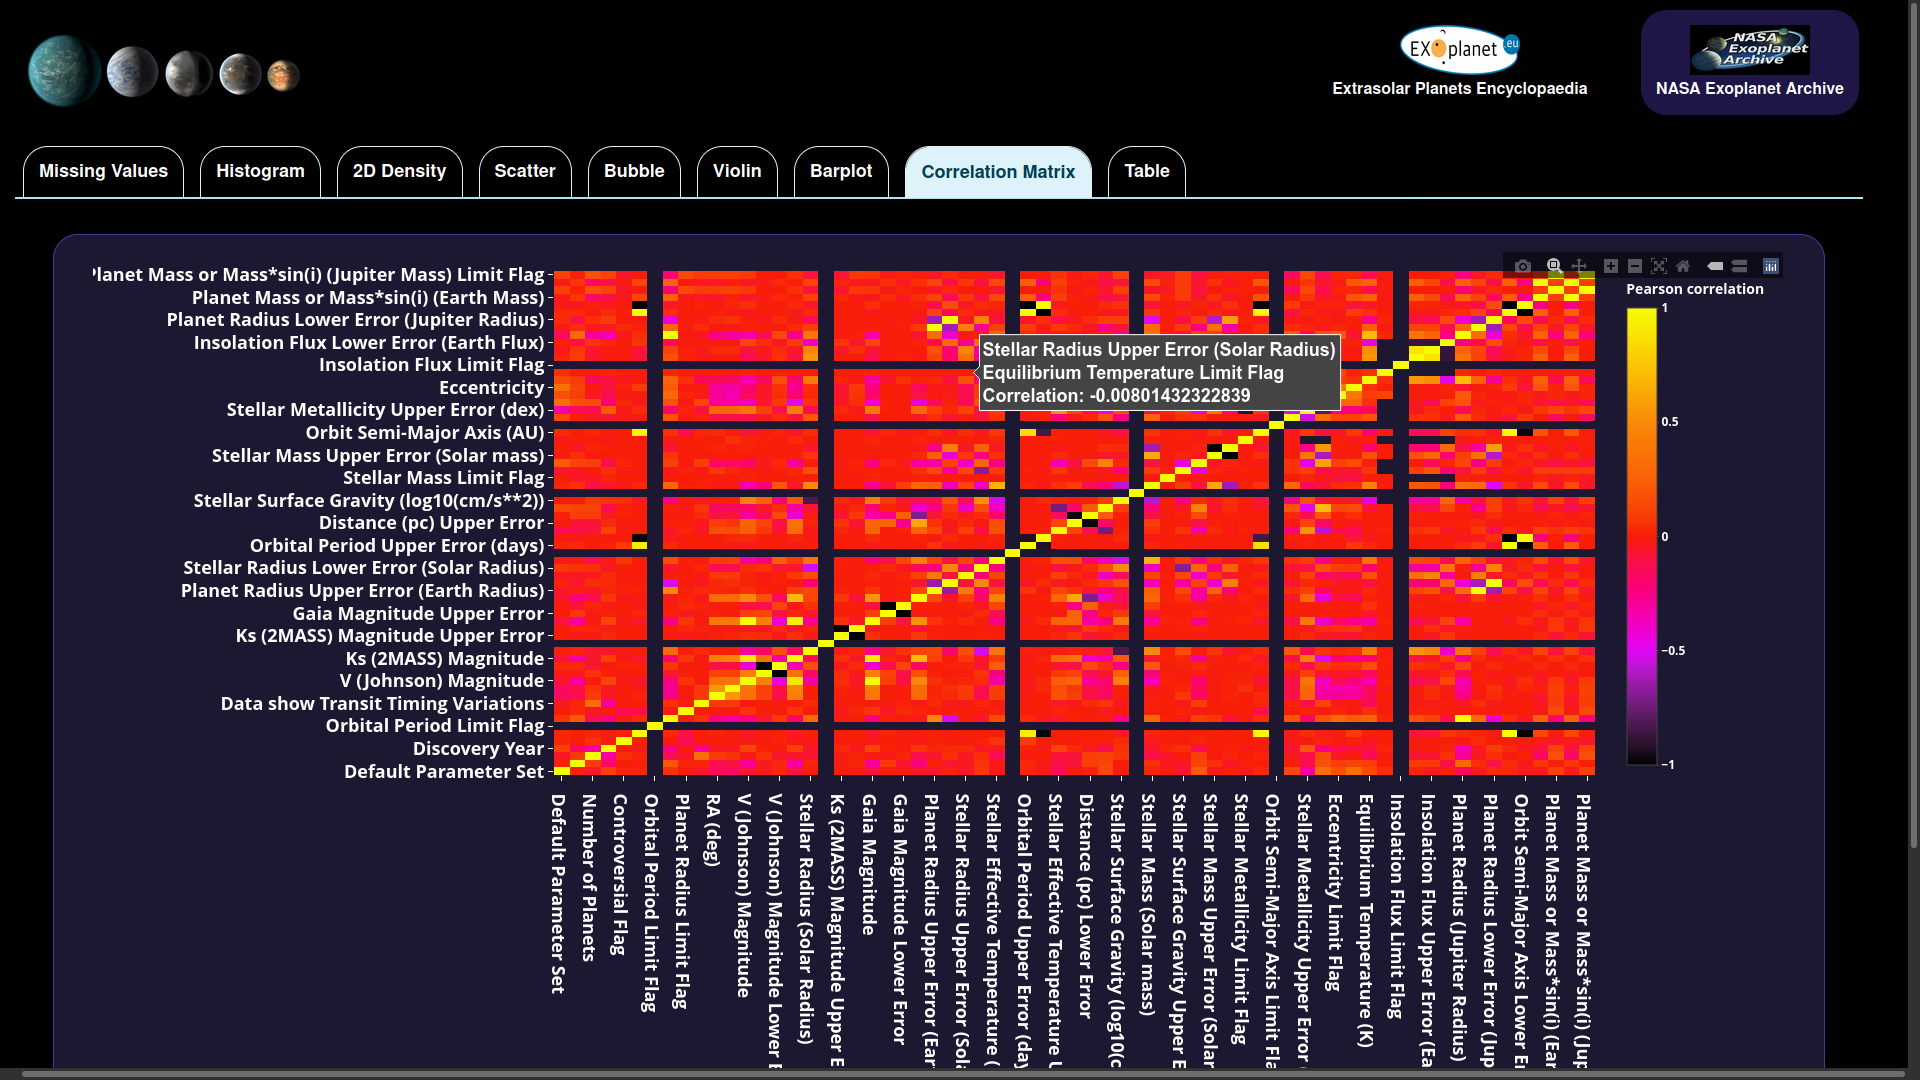 EXoplanet.eu
Extrasolar Planets Encyclopaedia
NASA
Exoplanet
Archive
NASA Exoplanet Archive
Missing Values
Histogram
2D Density
Scatter
Bubble
Violin
Barplot
Correlation Matrix
Table
lanet Mass or Mass*sin(i) (Jupiter Mass) Limit Flag
Planet Mass or Mass*sin(i) (Earth Mass)
Planet Radius Lower Error (Jupiter Radius)
Insolation Flux Lower Error (Earth Flux)
Insolation Flux Limit Flag
Eccentricity
Stellar Metallicity Upper Error (dex)
Orbit Semi-Major Axis (AU)
Stellar Mass Upper Error (Solar mass)
Stellar Mass Limit Flag
Stellar Surface Gravity (log10(cm/s**2))
Distance (pc) Upper Error
Orbital Period Upper Error (days)
Stellar Radius Lower Error (Solar Radius)
Planet Radius Upper Error (Earth Radius)
Gaia Magnitude Upper Error
Ks (2MASS) Magnitude Upper Error
Ks (2MASS) Magnitude
V (Johnson) Magnitude
Data show Transit Timing Variations
Orbital Period Limit Flag
Discovery Year
Default Parameter Set
Stellar Radius Upper Error (Solar Radius)
Equilibrium Temperature Limit Flag
Correlation: -0.00801432322839
Pearson correlation
1
0.5
0
−0.5
−1
Default Parameter Set
Number of Planets
Controversial Flag
Orbital Period Limit Flag
Planet Radius Limit Flag
RA (deg)
V (Johnson) Magnitude
V (Johnson) Magnitude Lower E
Stellar Radius (Solar Radius)
Ks (2MASS) Magnitude Upper E
Gaia Magnitude
Gaia Magnitude Lower Error
Planet Radius Upper Error (Ear
Stellar Radius Upper Error (Sola
Stellar Effective Temperature (
Orbital Period Upper Error (day
Stellar Effective Temperature U
Distance (pc) Lower Error
Stellar Surface Gravity (log10(c
Stellar Mass (Solar mass)
Stellar Surface Gravity Upper E
Stellar Mass Upper Error (Solar
Stellar Metallicity Limit Flag
Orbit Semi-Major Axis Limit Fla
Stellar Metallicity Upper Error (
Eccentricity Limit Flag
Equilibrium Temperature (K)
Insolation Flux Limit Flag
Insolation Flux Upper Error (Ea
Planet Radius (Jupiter Radius)
Planet Radius Lower Error (Jup
Orbit Semi-Major Axis Lower Er
Planet Mass or Mass*sin(i) (Ear
Planet Mass or Mass*sin(i) (Jup